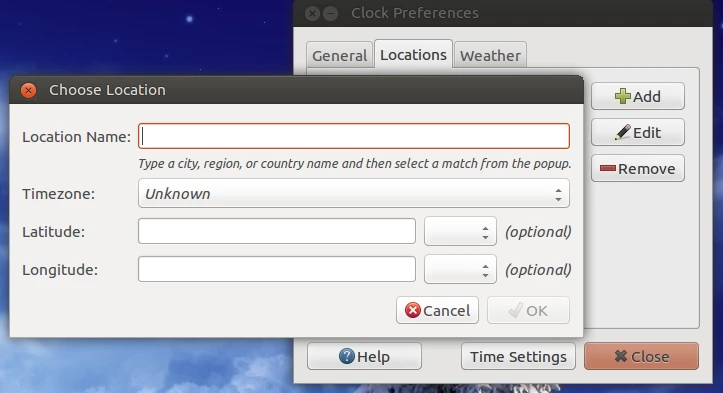 Clock Preferences
General Locations Weather
Choose Location
Add
Location Name:
Edit
Type a city, region, or country name and then select a match from the popup.
Remove
Timezone: Unknown
Latitude: (optional)
Longitude: (optional)
Cancel OK
Help Time Settings Close